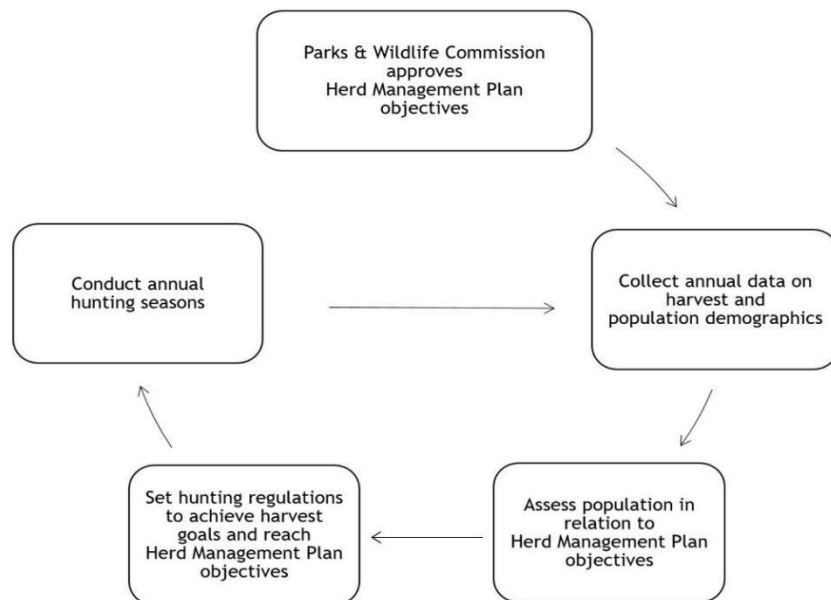 Parks & Wildlife Commission
approves
Herd Management Plan
objectives
Conduct annual
hunting seasons
Collect annual data on
harvest and
population demographics
Set hunting regulations
to achieve harvest
goals and reach
Herd Management Plan
objectives
Assess population in
relation to
Herd Management Plan
objectives